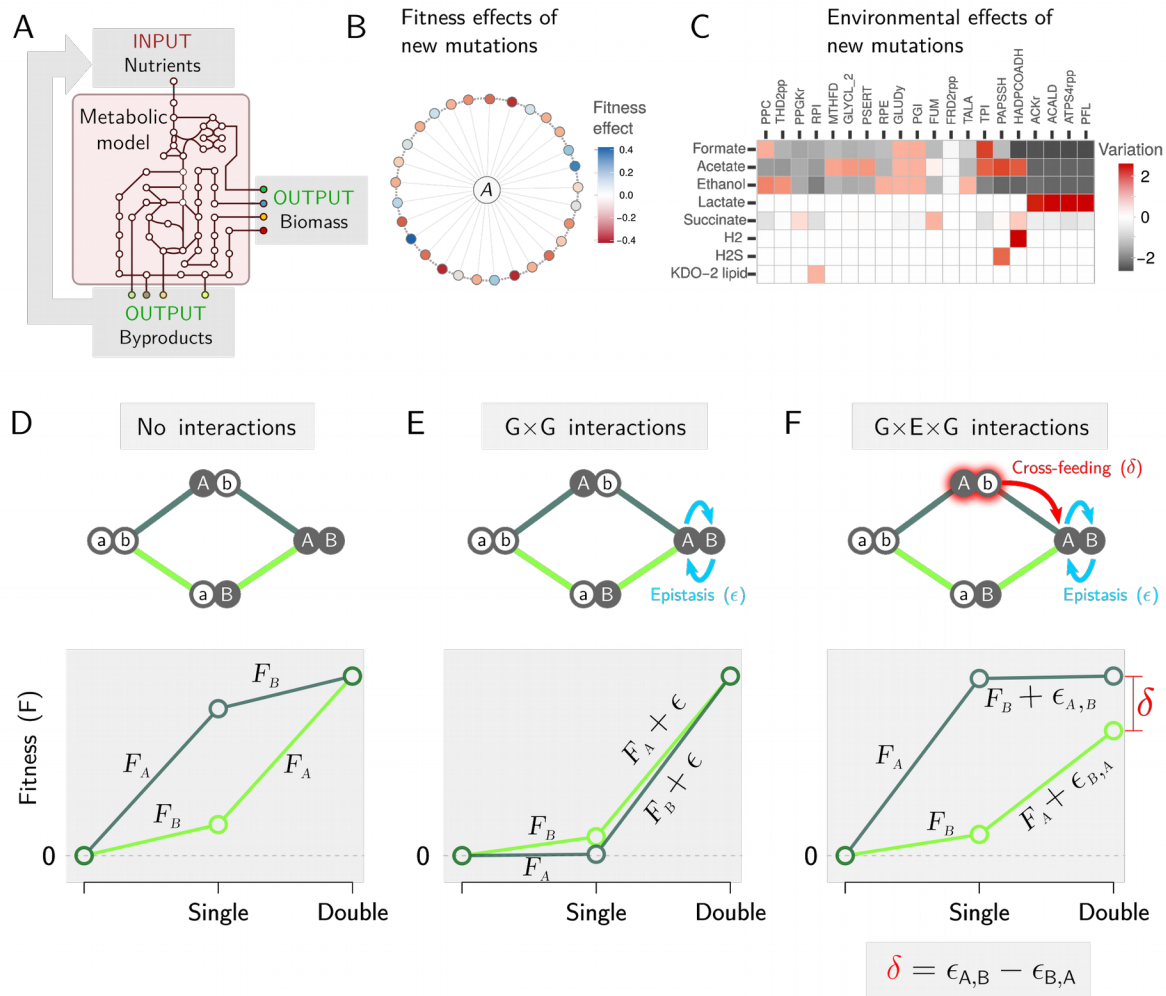 A
INPUT
Nutrients
Metabolic
model
OUTPUT
Biomass
OUTPUT
Byproducts
B
Fitness effects of
new mutations
A
Fitness
effect
0.4
0.2
0.0
−0.2
−0.4
C
Environmental effects of
new mutations
PPC
THD2pp
PPGKr
RPI
MTHFD
GLYCL_2
PSERT
RPE
GLUDy
PGI
FUM
FRD2rpp
TALA
TPI
PAPSSH
HADPCOADH
ACKr
ACALD
ATPS4rpp
PFL
Formate
Acetate
Ethanol
Lactate
Succinate
H2
H2S
KDO−2 lipid
Variation
2
0
−2
D
No interactions
A b
a b
A B
a B
Fitness (F)
F_B
F_A
F_A
F_B
0
Single
Double
E
G×G interactions
A b
a b
A B
a B
Epistasis (ϵ)
F_A + ϵ
F_B + ϵ
F_B
F_A
0
Single
Double
F
G×E×G interactions
Cross-feeding (δ)
A b
a b
A B
a B
Epistasis (ϵ)
F_B + ϵ_A,B
δ
F_A
F_A + ϵ_B,A
F_B
0
Single
Double
δ = ϵ_A,B − ϵ_B,A